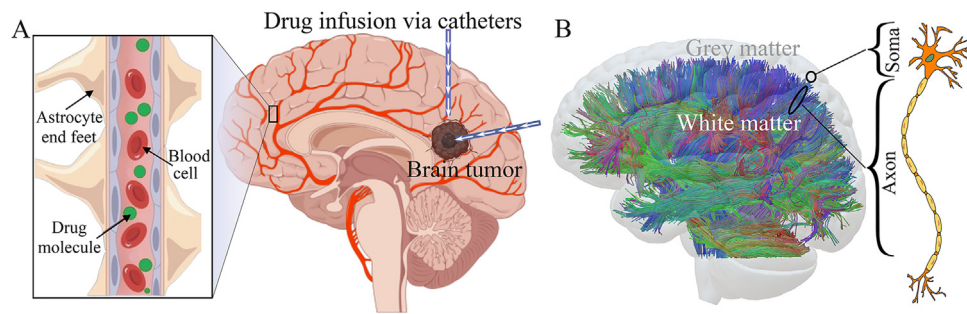 A
Drug infusion via catheters
Astrocyte
end feet
Blood
cell
Drug
molecule
Brain tumor
B
Grey matter
White matter
Soma
Axon